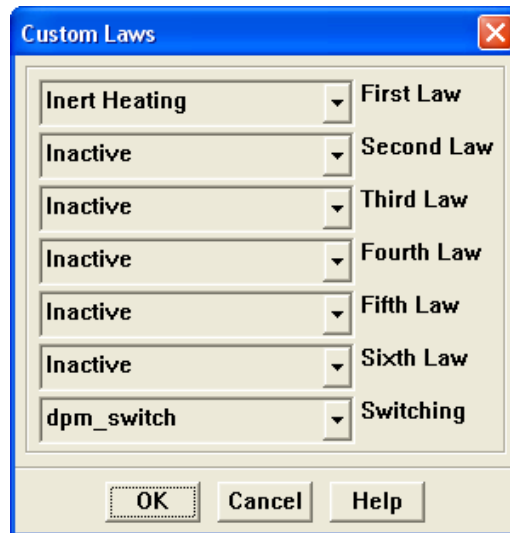 Custom Laws
Inert Heating First Law
Inactive Second Law
Inactive Third Law
Inactive Fourth Law
Inactive Fifth Law
Inactive Sixth Law
dpm_switch Switching
OK Cancel Help